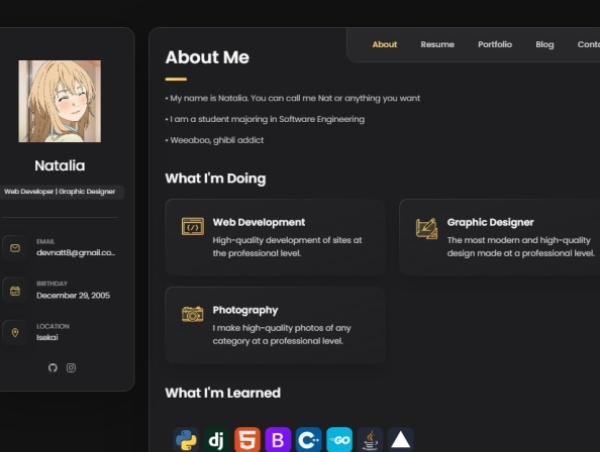 About
Resume
Portfolio
Blog
Natalia
Web Developer | Graphic Designer
EMAIL
devnatt8@gmail.co..
BIRTHDAY
December 29, 2005
LOCATION
Isekai
About Me
• My name is Natalia. You can call me Nat or anything you want
• I am a student majoring in Software Engineering
• Weeaboo, ghibli addict
What I'm Doing
Web Development
High-quality development of sites at
the professional level.
Graphic Designer
The most modern and high-quality
design made at a professional level.
Photography
I make high-quality photos of any
category at a professional level.
What I'm Learned
dj
5
B
C++
GO